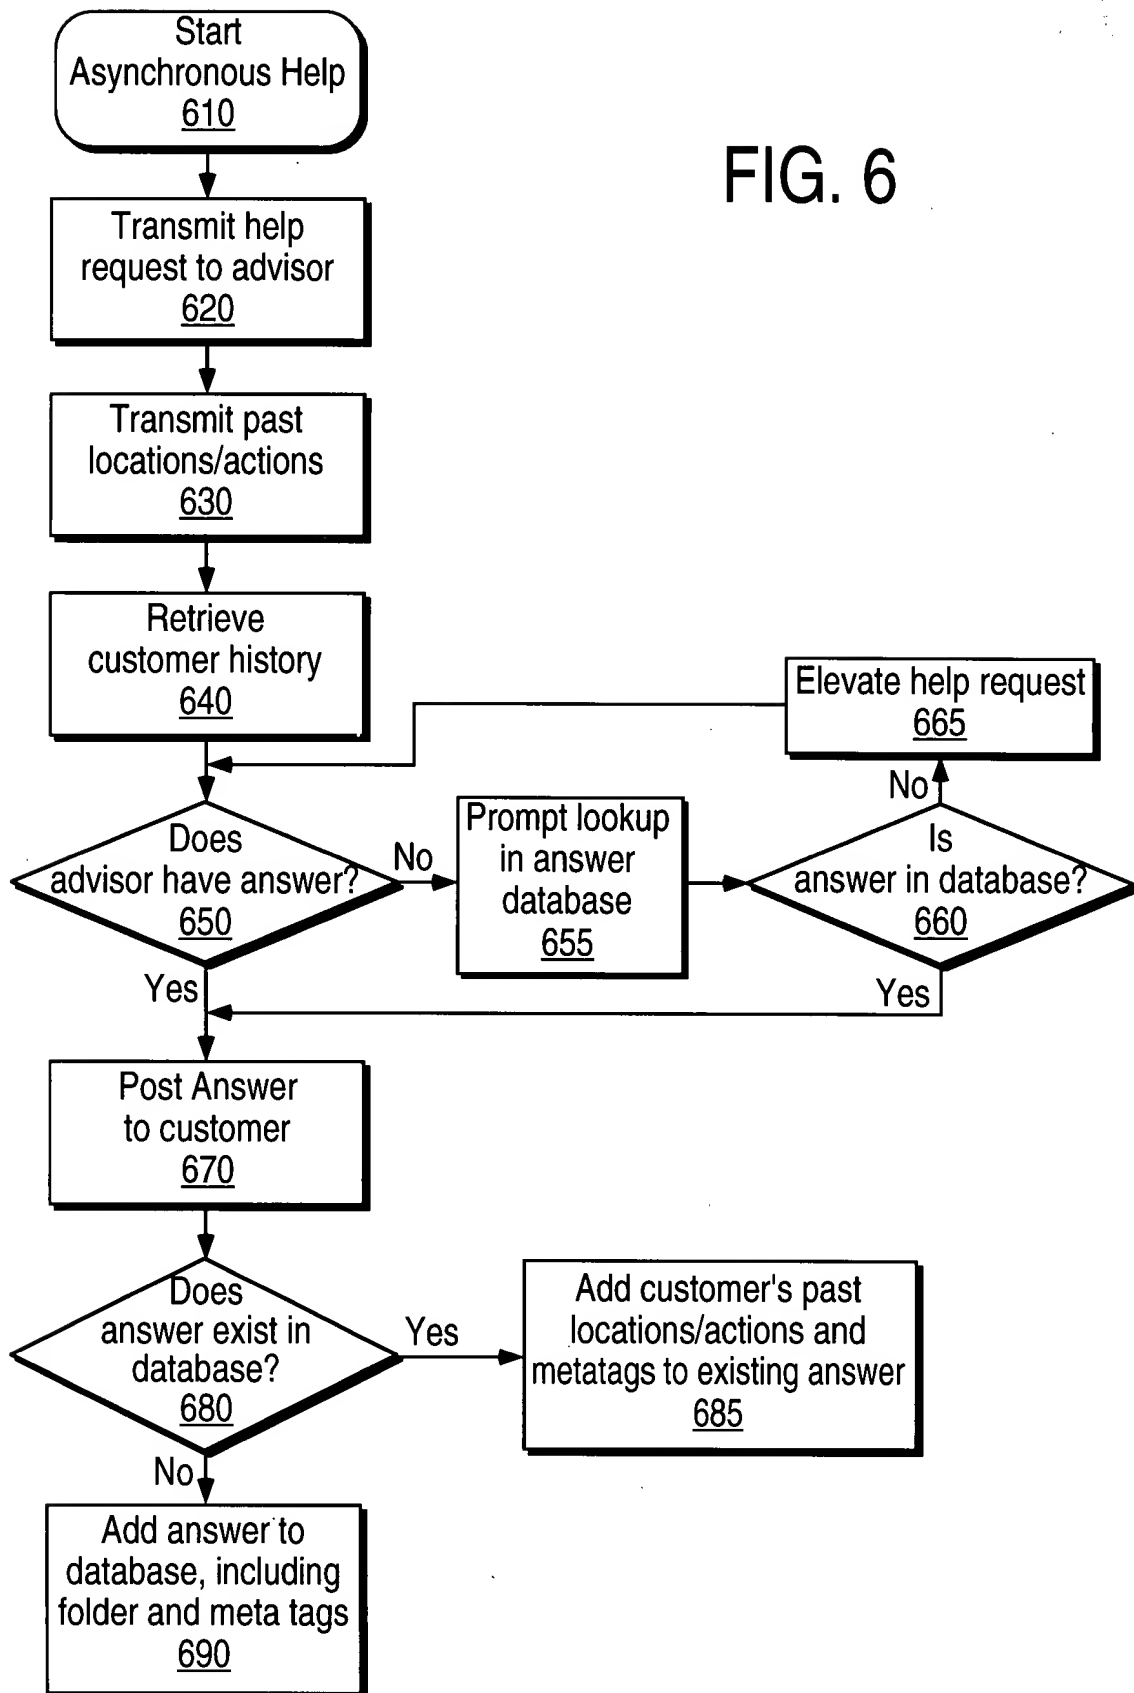 Start
Asynchronous Help
610
FIG. 6
Transmit help
request to advisor
620
Transmit past
locations/actions
630
Retrieve
customer history
640
Elevate help request
665
No
Does
advisor have answer?
650
No
Prompt lookup
in answer
database
655
Is
answer in database?
660
Yes
Yes
Post Answer
to customer
670
Does
answer exist in
database?
680
Yes
Add customer's past
locations/actions and
metatags to existing answer
685
No
Add answer to
database, including
folder and meta tags
690